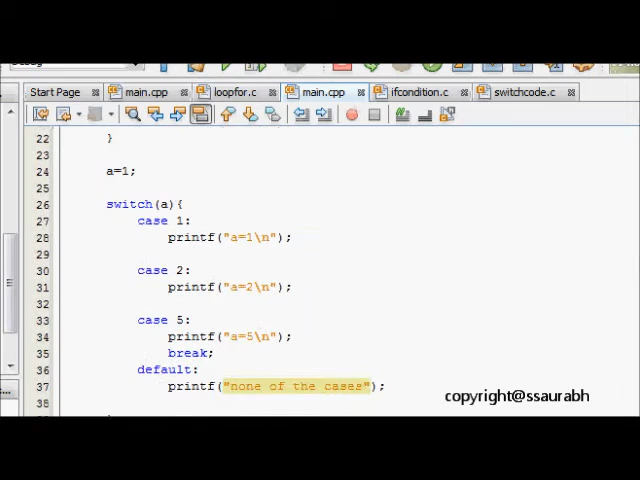 Start Page main.cpp loopfor.c main.cpp ifcondition.c switchcode.c
22 }
23
24 a=1;
25
26 switch(a){
27 case 1:
28 printf("a=1\n");
30 case 2:
31 printf("a=2\n");
32
33 case 5:
34 printf("a=5\n");
35 break;
36 default:
37 printf("none of the cases");
38
copyright@ssaurabh